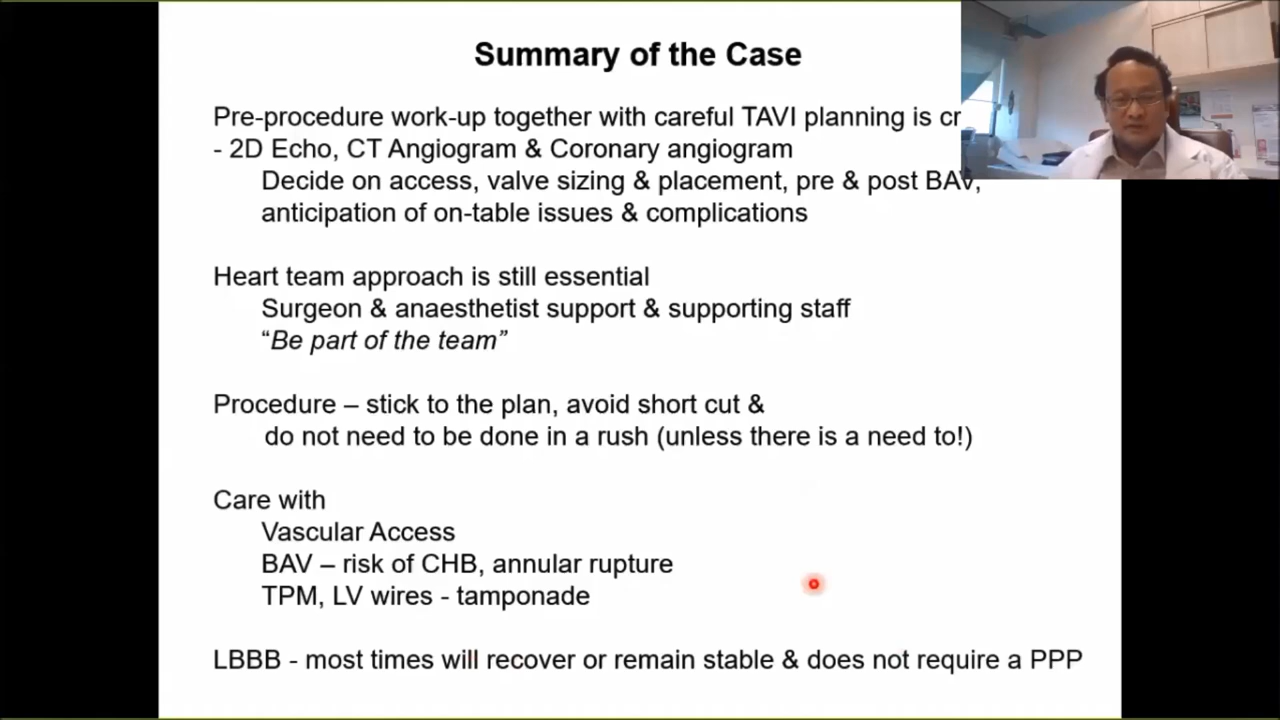 Summary of the Case
Pre-procedure work-up together with careful TAVI planning is
- 2D Echo, CT Angiogram & Coronary angiogram
Decide on access, valve sizing & placement, pre & post BAV,
anticipation of on-table issues & complications
Heart team approach is still essential
Surgeon & anaesthetist support & supporting staff
“Be part of the team”
Procedure – stick to the plan, avoid short cut &
do not need to be done in a rush (unless there is a need to!)
Care with
Vascular Access
BAV – risk of CHB, annular rupture
TPM, LV wires - tamponade
LBBB - most times will recover or remain stable & does not require a PPP